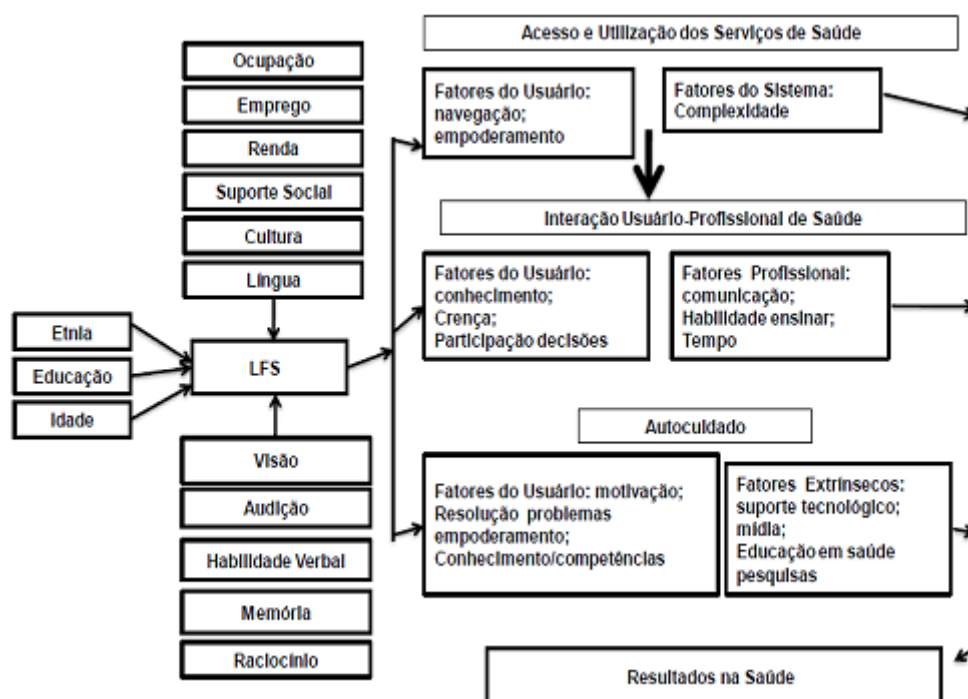 Acesso e Utilização dos Serviços de Saúde
Ocupação
Emprego
Renda
Suporte Social
Cultura
Língua
Fatores do Usuário:
navegação;
empoderamento
Fatores do Sistema:
Complexidade
Interação Usuário-Profissional de Saúde
Fatores do Usuário:
conhecimento;
Crença;
Participação decisões
Fatores Profissional:
comunicação;
Habilidade ensinar;
Tempo
Etnia
Educação
Idade
LFS
Visão
Audição
Habilidade Verbal
Memória
Raciocínio
Autocuidado
Fatores do Usuário: motivação;
Resolução problemas
empoderamento;
Conhecimento/competências
Fatores Extrínsecos:
suporte tecnológico;
mídia;
Educação em saúde
pesquisas
Resultados na Saúde